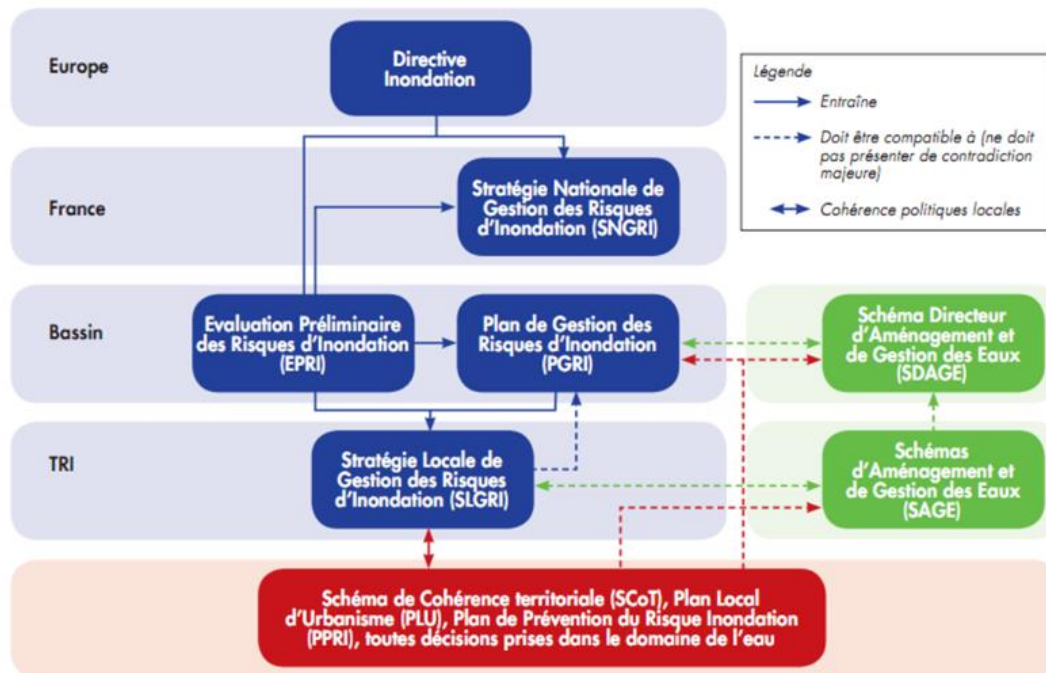 Europe
Directive
Inondation
Légende
Entraîne
Doit être compatible à (ne doit
pas présenter de contradiction
majeure)
Cohérence politiques locales
France
Stratégie Nationale de
Gestion des Risques
d'Inondation (SNGRI)
Bassin
Evaluation Préliminaire
des Risques d'Inondation
(EPRI)
Plan de Gestion des
Risques d'Inondation
(PGRI)
Schéma Directeur
d'Aménagement et
de Gestion des Eaux
(SDAGE)
TRI
Stratégie Locale de
Gestion des Risques
d'Inondation (SLGRI)
Schémas
d'Aménagement et
de Gestion des Eaux
(SAGE)
Schéma de Cohérence territoriale (SCoT), Plan Local
d'Urbanisme (PLU), Plan de Prévention du Risque Inondation
(PPRI), toutes décisions prises dans le domaine de l'eau